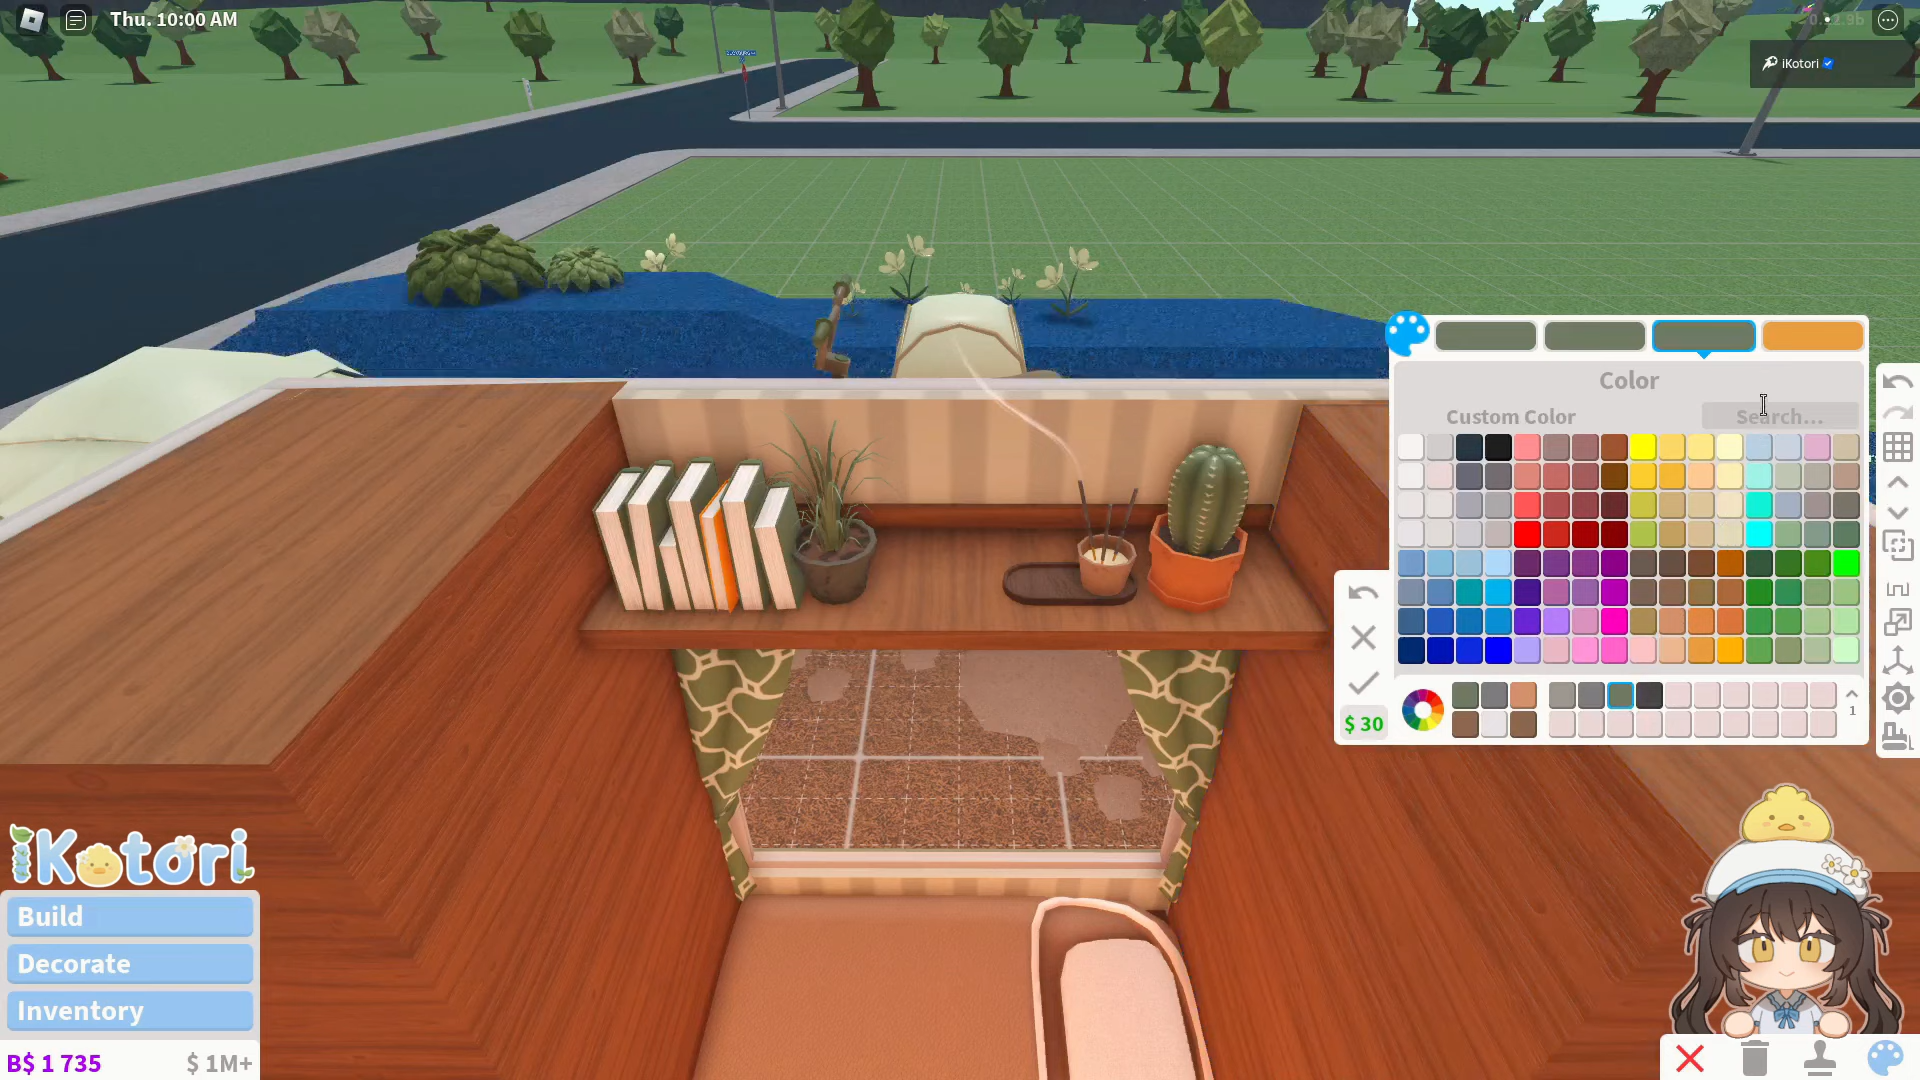 Thu. 10:00 AM
iKotori
Color
Custom Color
Search...
$ 30
1
iKotori
Build
Decorate
Inventory
B$ 1 735
$ 1M+